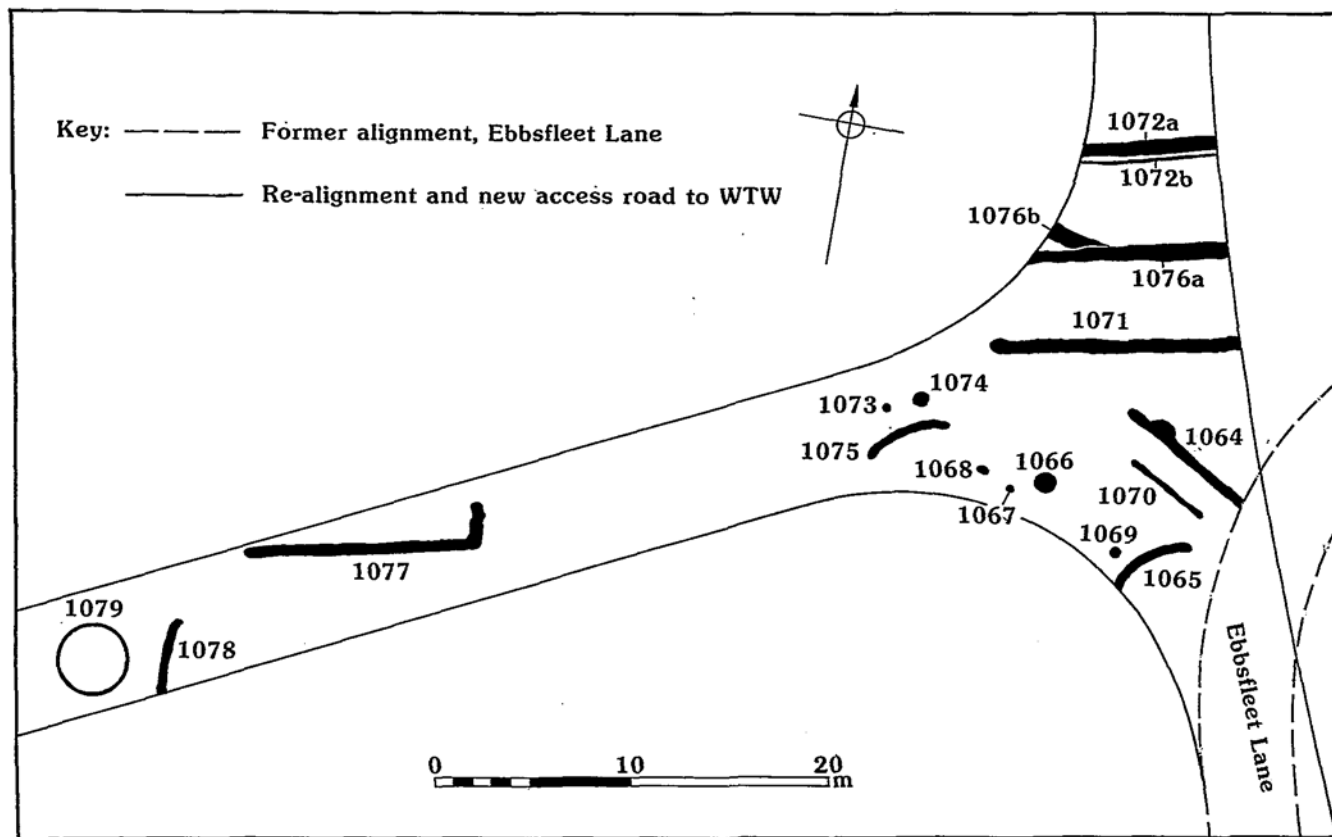 Key: Former alignment, Ebbsfleet Lane
Re-alignment and new access road to WTW
1072a
1072b
1076b
1076a
1071
1074
1073
1075
1064
1068
1066
1070
1067
1069
1065
1077
1079
1078
Ebbsfleet Lane
0 10 20
m